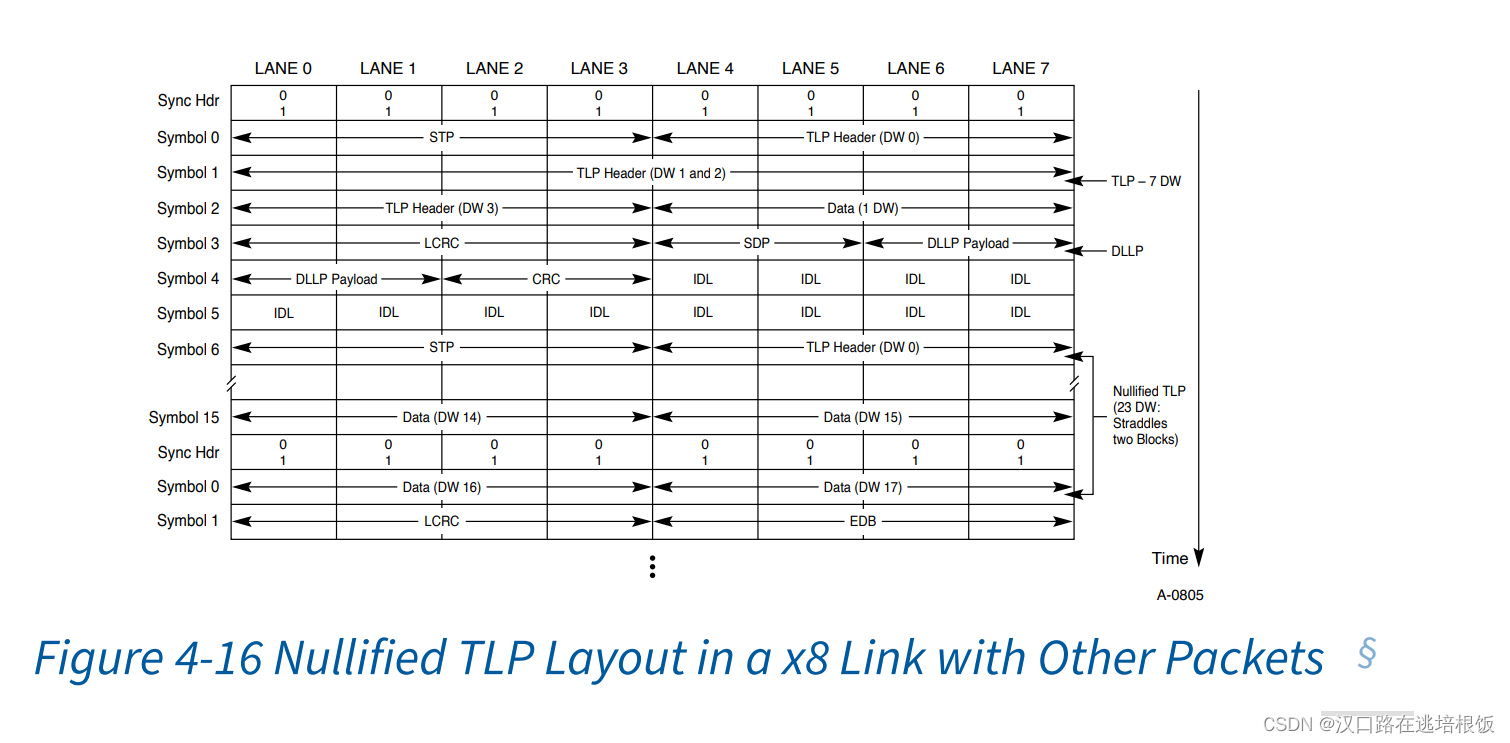 LANE 0 LANE 1 LANE 2 LANE 3 LANE 4 LANE 5 LANE 6 LANE 7
Sync Hdr 0 0 0 0 0 0 0 0
1 1 1 1 1 1 1 1
Symbol 0 STP TLP Header (DW 0)
Symbol 1 TLP Header (DW 1 and 2)
TLP – 7 DW
Symbol 2 TLP Header (DW 3) Data (1 DW)
Symbol 3 LCRC SDP DLLP Payload
DLLP
Symbol 4 DLLP Payload CRC IDL IDL IDL IDL
Symbol 5 IDL IDL IDL IDL IDL IDL IDL IDL
Symbol 6 STP TLP Header (DW 0)
Nullified TLP
(23 DW:
Straddles
two Blocks)
Symbol 15 Data (DW 14) Data (DW 15)
Sync Hdr 0 0 0 0 0 0 0 0
1 1 1 1 1 1 1 1
Symbol 0 Data (DW 16) Data (DW 17)
Symbol 1 LCRC EDB
Time
A-0805
Figure 4-16 Nullified TLP Layout in a x8 Link with Other Packets §
CSDN @汉口路在逃培根饭